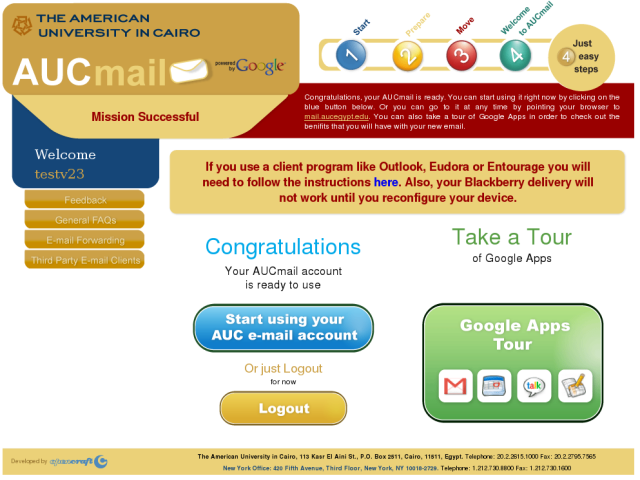 THE AMERICAN
UNIVERSITY IN CAIRO
AUCmail
powered by Google™
Start
Prepare
Move
Welcome
to AUCmail
1
2
3
4
Just
4 easy
steps
Mission Successful
Congratulations, your AUCmail is ready. You can start using it right now by clicking on the
blue button below. Or you can go to it at any time by pointing your browser to
mail.aucegypt.edu. You can also take a tour of Google Apps in order to check out the
benifits that you will have with your new email.
Welcome
testv23
Feedback
General FAQs
E-mail Forwarding
Third Party E-mail Clients
If you use a client program like Outlook, Eudora or Entourage you will
need to follow the instructions here. Also, your Blackberry delivery will
not work until you reconfigure your device.
Congratulations
Your AUCmail account
is ready to use
Start using your
AUC e-mail account
Or just Logout
for now
Logout
Take a Tour
of Google Apps
Google Apps
Tour
talk
Developed by
The American University in Cairo, 113 Kasr El Aini St., P.O. Box 2511, Cairo, 11511, Egypt. Telephone: 20.2.2615.1000 Fax: 20.2.2795.7565
New York Office: 420 Fifth Avenue, Third Floor, New York, NY 10018-2728. Telephone: 1.212.730.8800 Fax: 1.212.730.1600